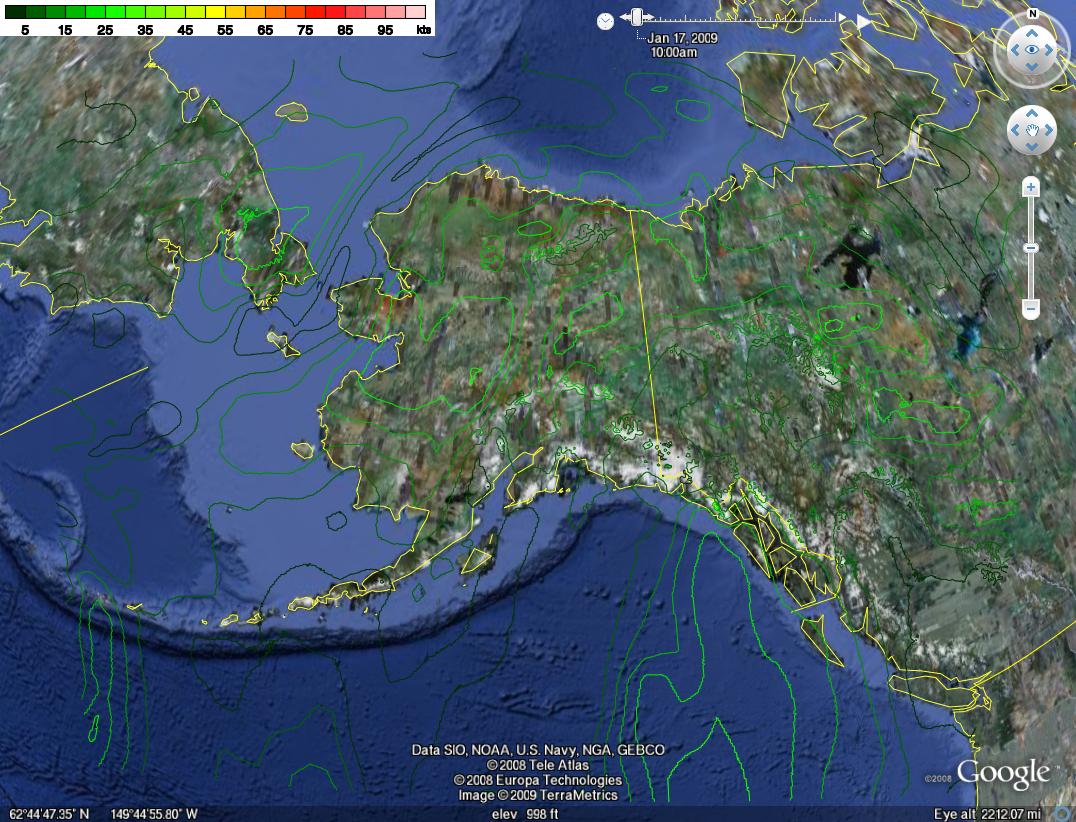 5 15 25 35 45 55 65 75 85 95 kts
Jan 17, 2009
10:00am
N
Data SIO, NOAA, U.S. Navy, NGA, GEBCO
© 2008 Tele Atlas
© 2008 Europa Technologies
Image © 2009 TerraMetrics
©2008 Google™
62°44'47.35" N 149°44'55.80" W elev 998 ft Eye alt 2212.07 mi